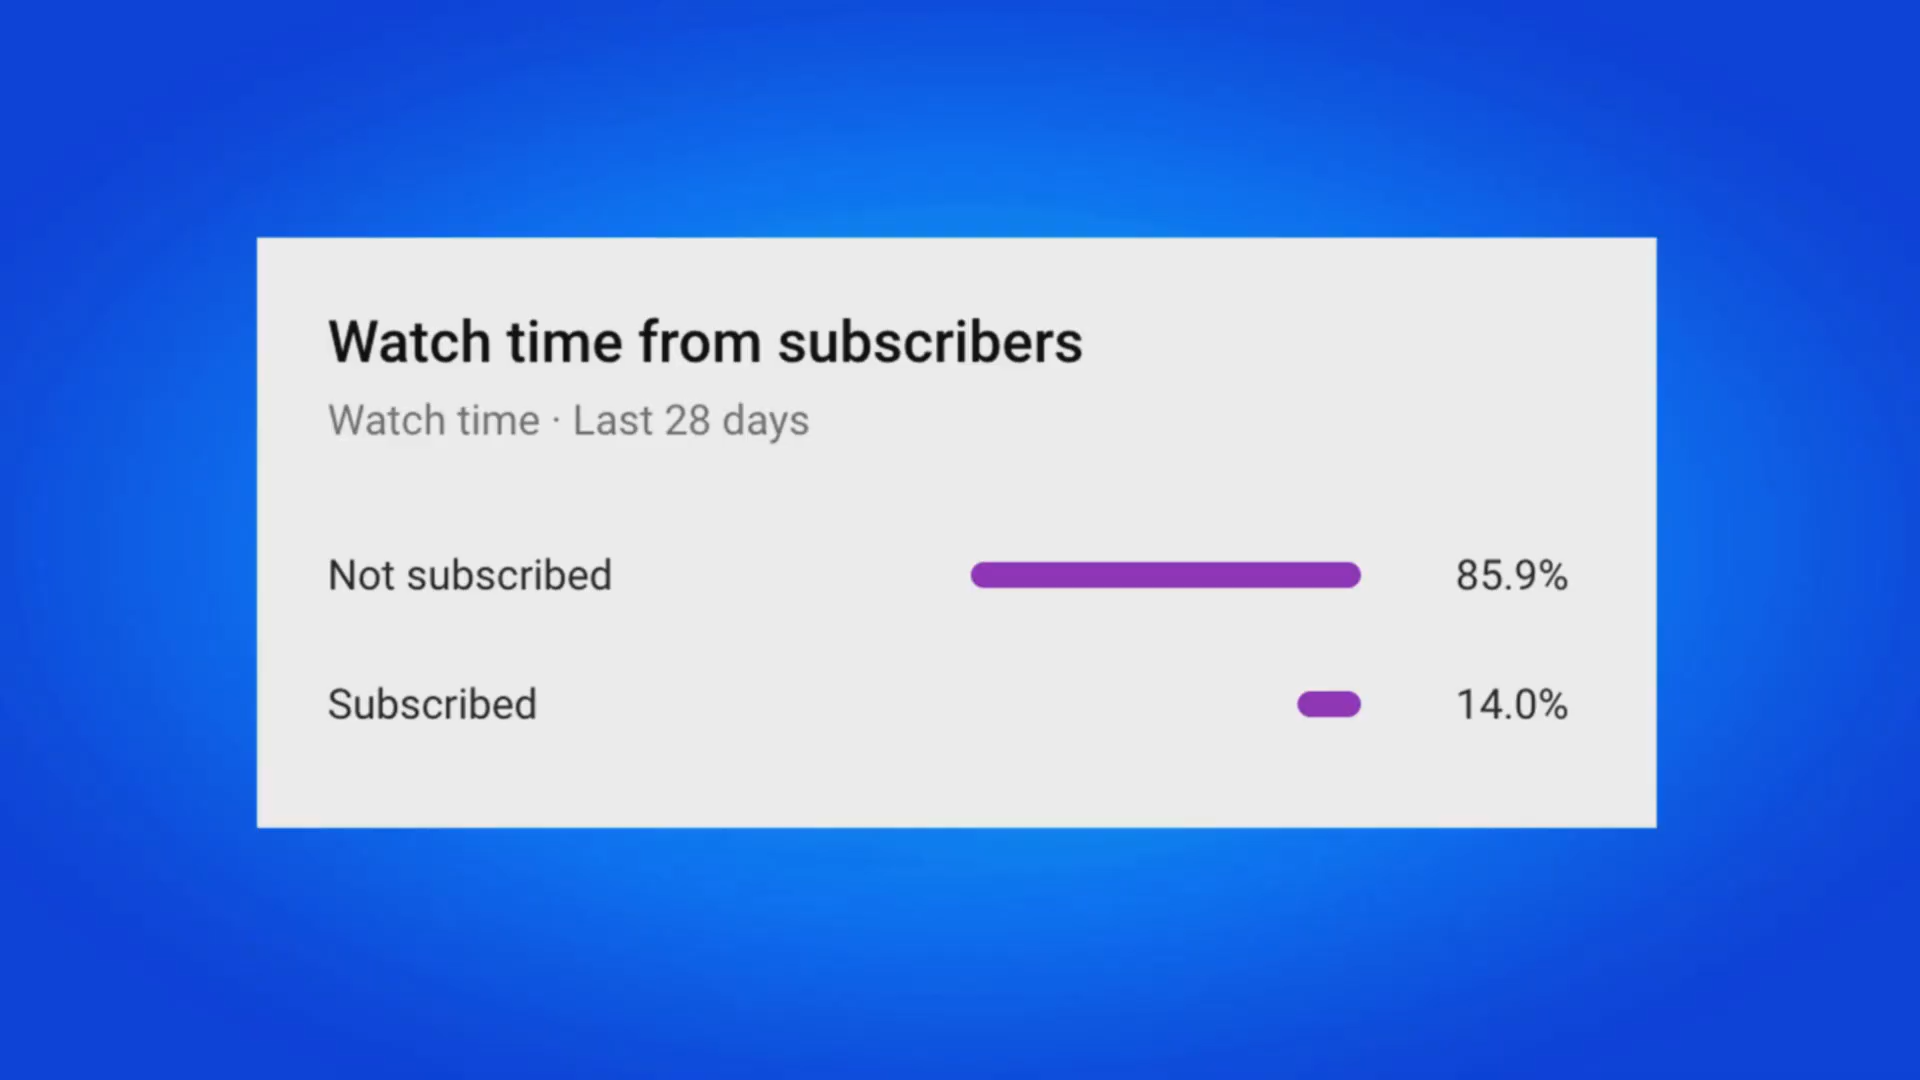 Watch time from subscribers
Watch time · Last 28 days
Not subscribed 85.9%
Subscribed 14.0%